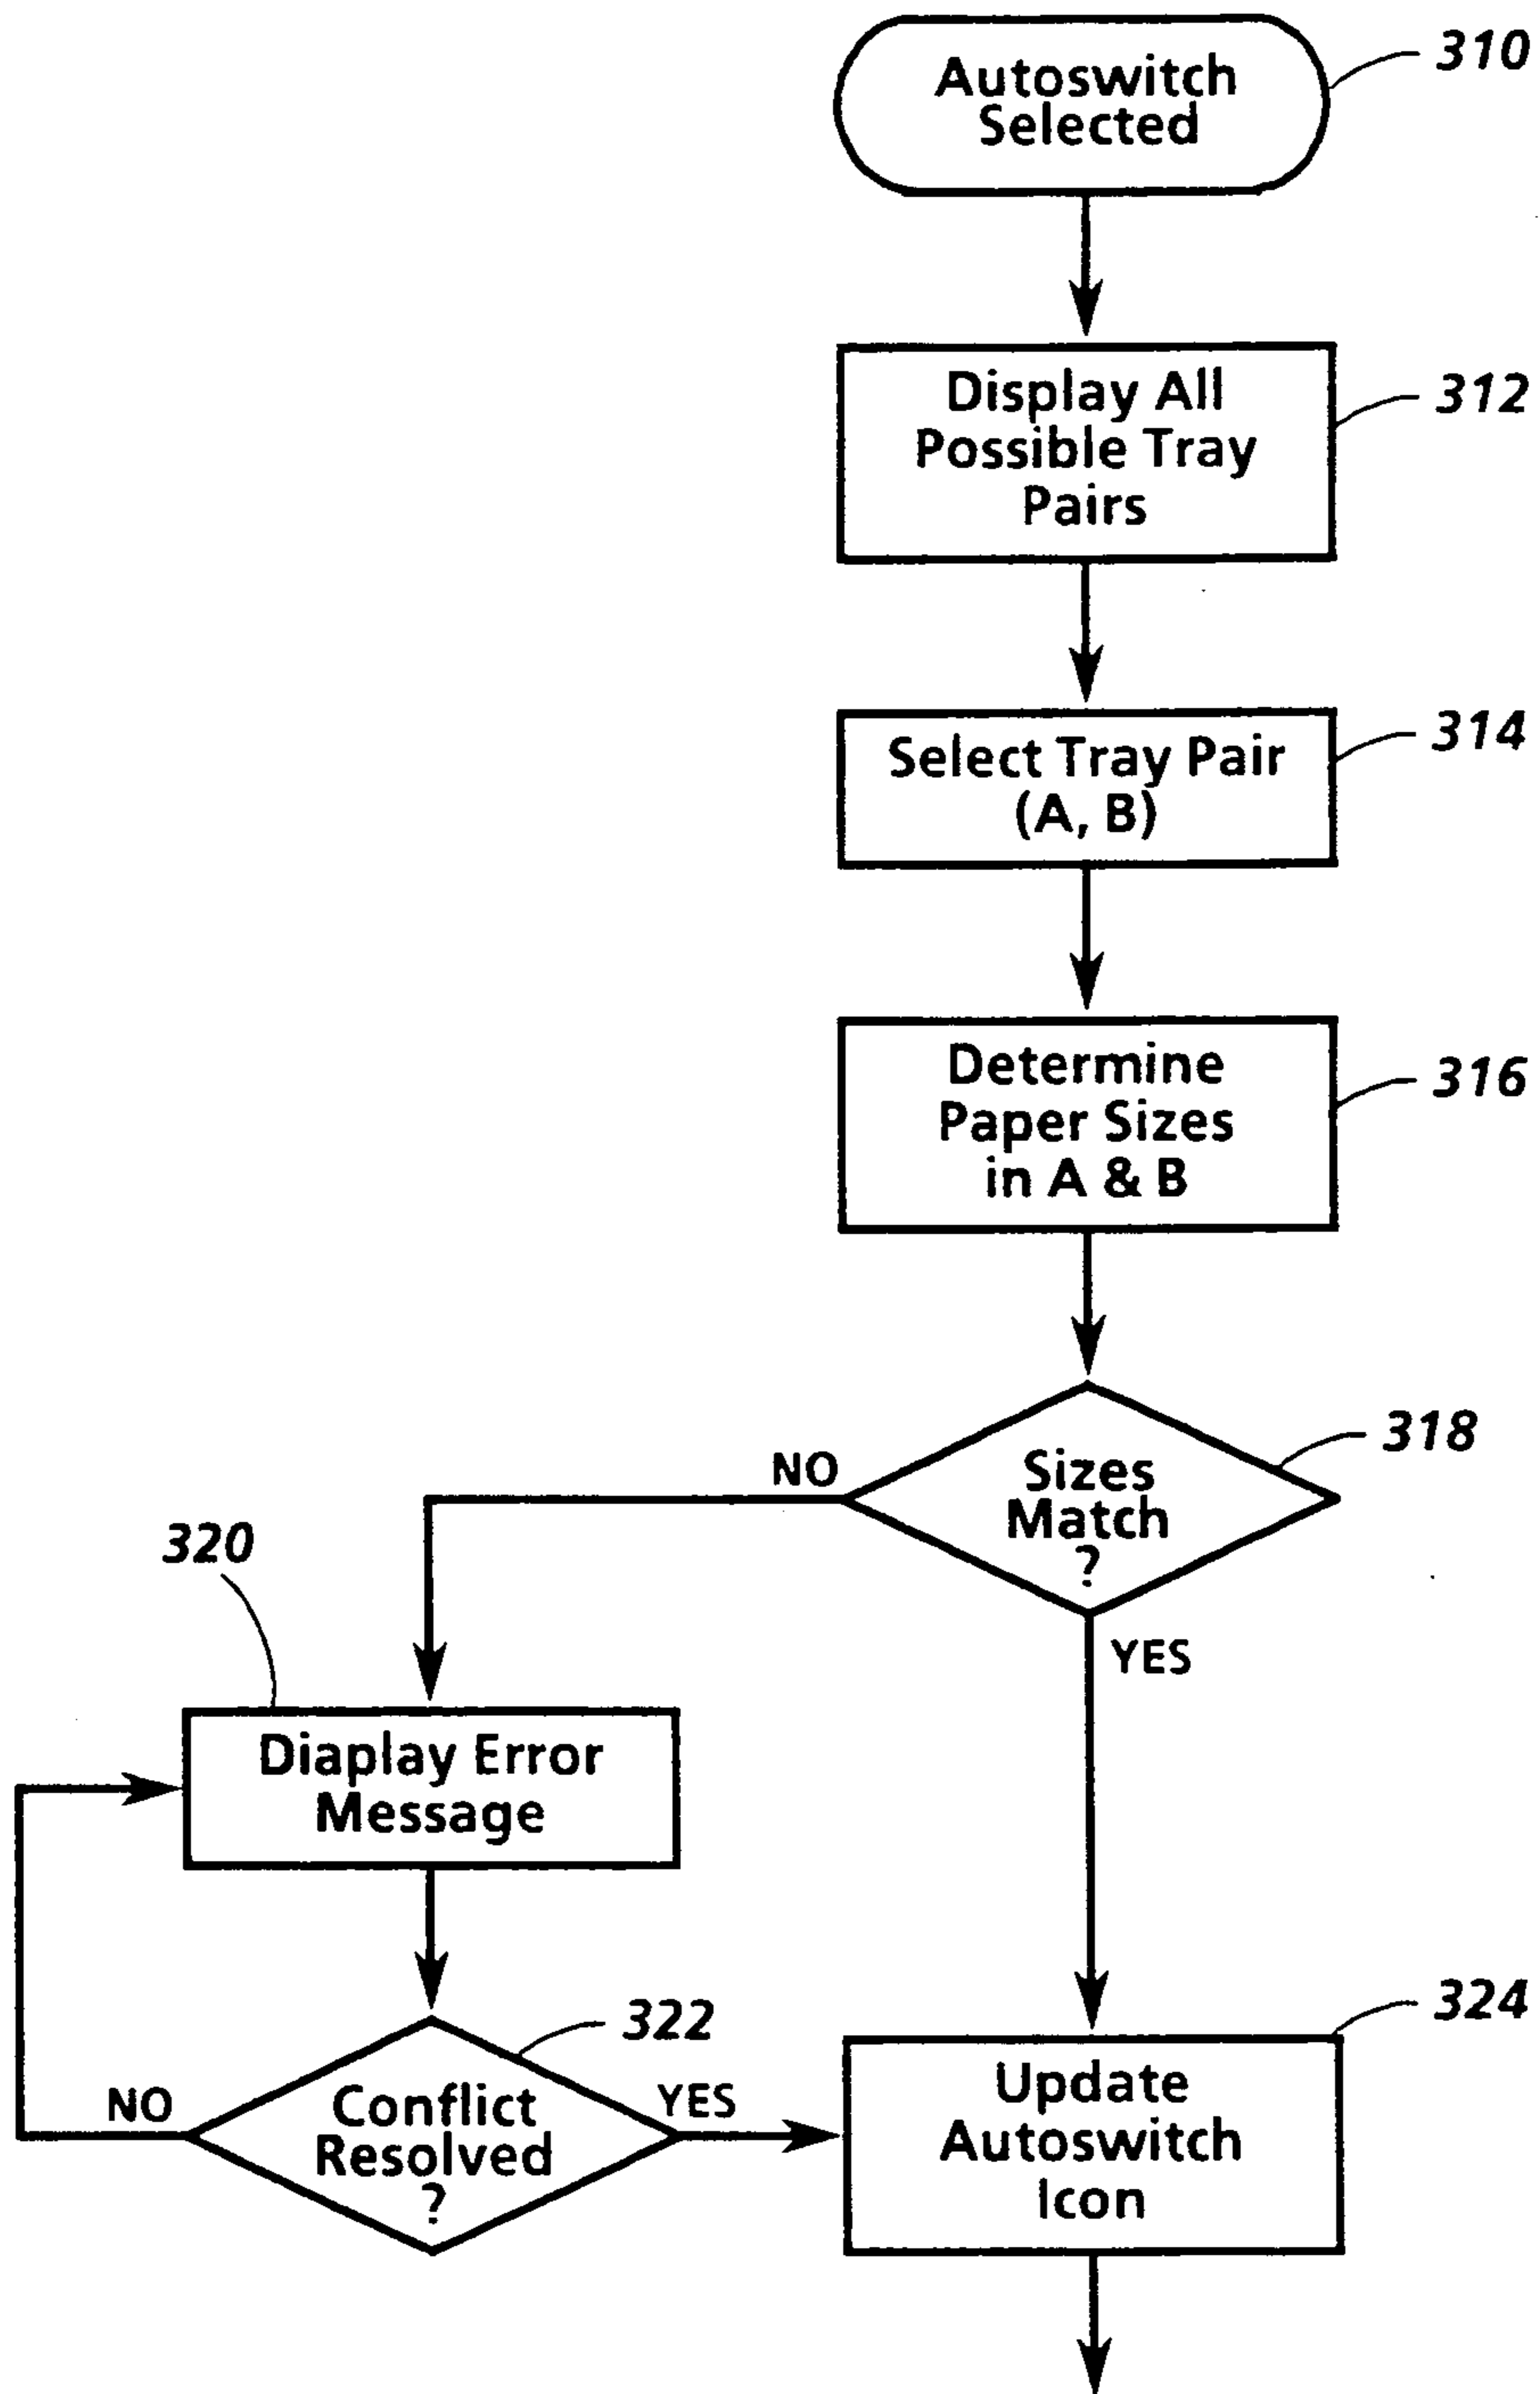 Autoswitch
Selected
310
Display All
Possible Tray
Pairs
312
Select Tray Pair
(A, B)
314
Determine
Paper Sizes
in A & B
316
Sizes
Match
?
318
NO
YES
320
Diaplay Error
Message
322
Conflict
Resolved
?
NO
YES
324
Update
Autoswitch
Icon